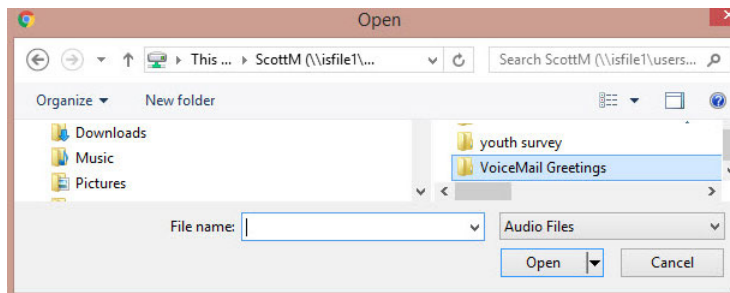 Open
This ... ScottM (\\isfile1\...
Search ScottM (\\isfile1\users...
Organize
New folder
Downloads
Music
Pictures
youth survey
VoiceMail Greetings
File name:
Audio Files
Open
Cancel